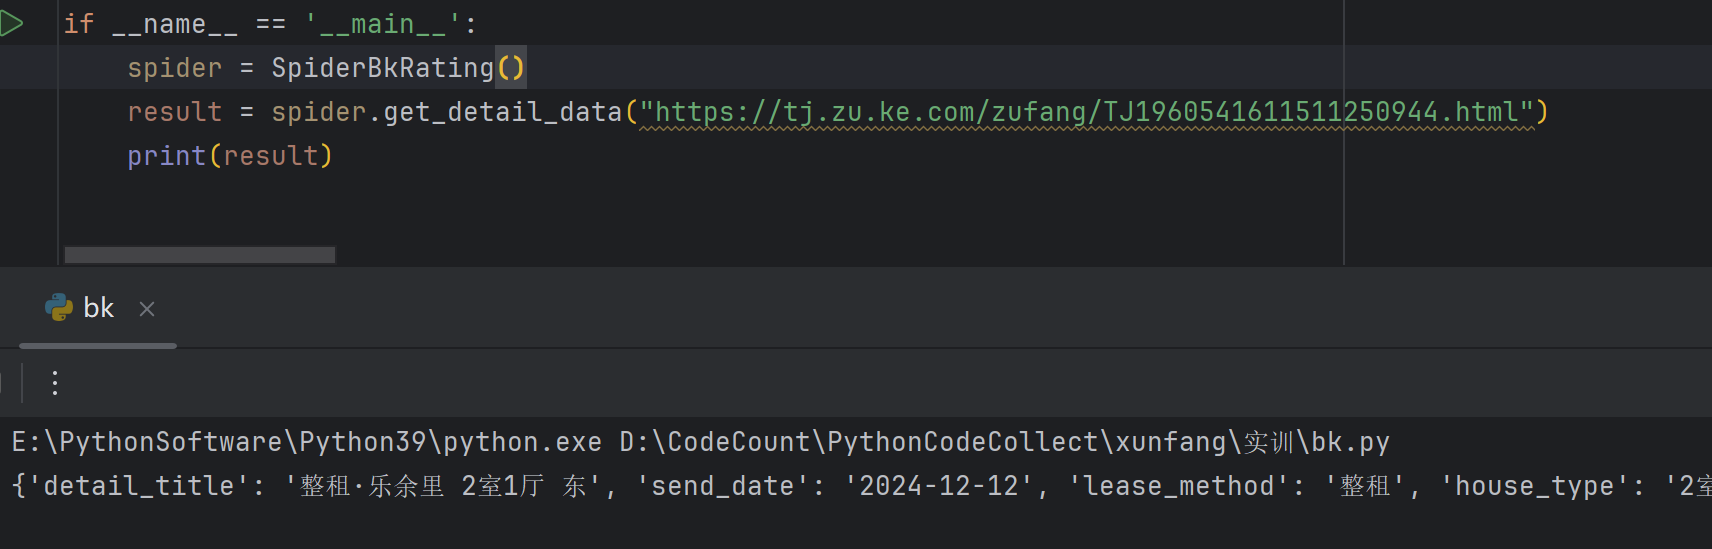 if __name__ == '__main__':
spider = SpiderBkRating()
result = spider.get_detail_data("https://tj.zu.ke.com/zufang/TJ1960541611511250944.html")
print(result)
bk
E:\PythonSoftware\Python39\python.exe D:\CodeCount\PythonCodeCollect\xunfang\实训\bk.py
{'detail_title': '整租·乐余里 2室1厅 东', 'send_date': '2024-12-12', 'lease_method': '整租', 'house_type': '2室